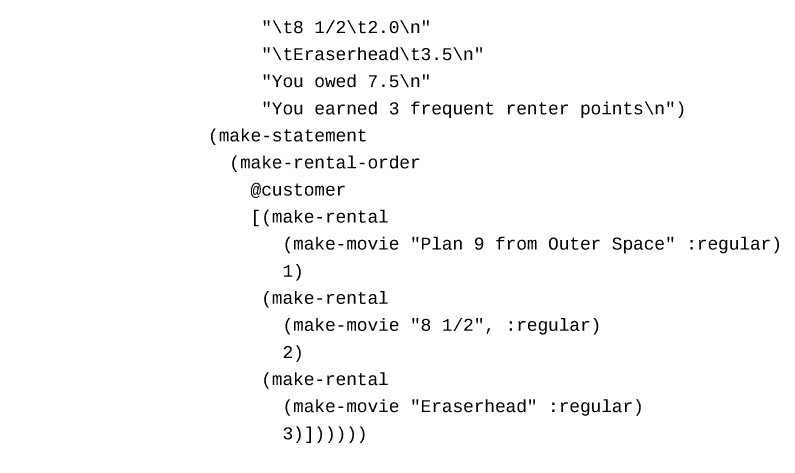 "\t8 1/2\t2.0\n"
"\tEraserhead\t3.5\n"
"You owed 7.5\n"
"You earned 3 frequent renter points\n")
(make-statement
(make-rental-order
@customer
[(make-rental
(make-movie "Plan 9 from Outer Space" :regular)
1)
(make-rental
(make-movie "8 1/2", :regular)
2)
(make-rental
(make-movie "Eraserhead" :regular)
3)]))))))